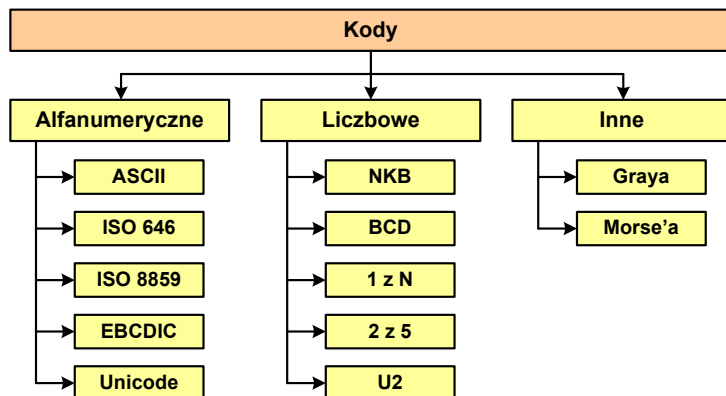 Kody
Alfanumeryczne
ASCII
ISO 646
ISO 8859
EBCDIC
Unicode
Liczbowe
NKB
BCD
1 z N
2 z 5
U2
Inne
Graya
Morse’a